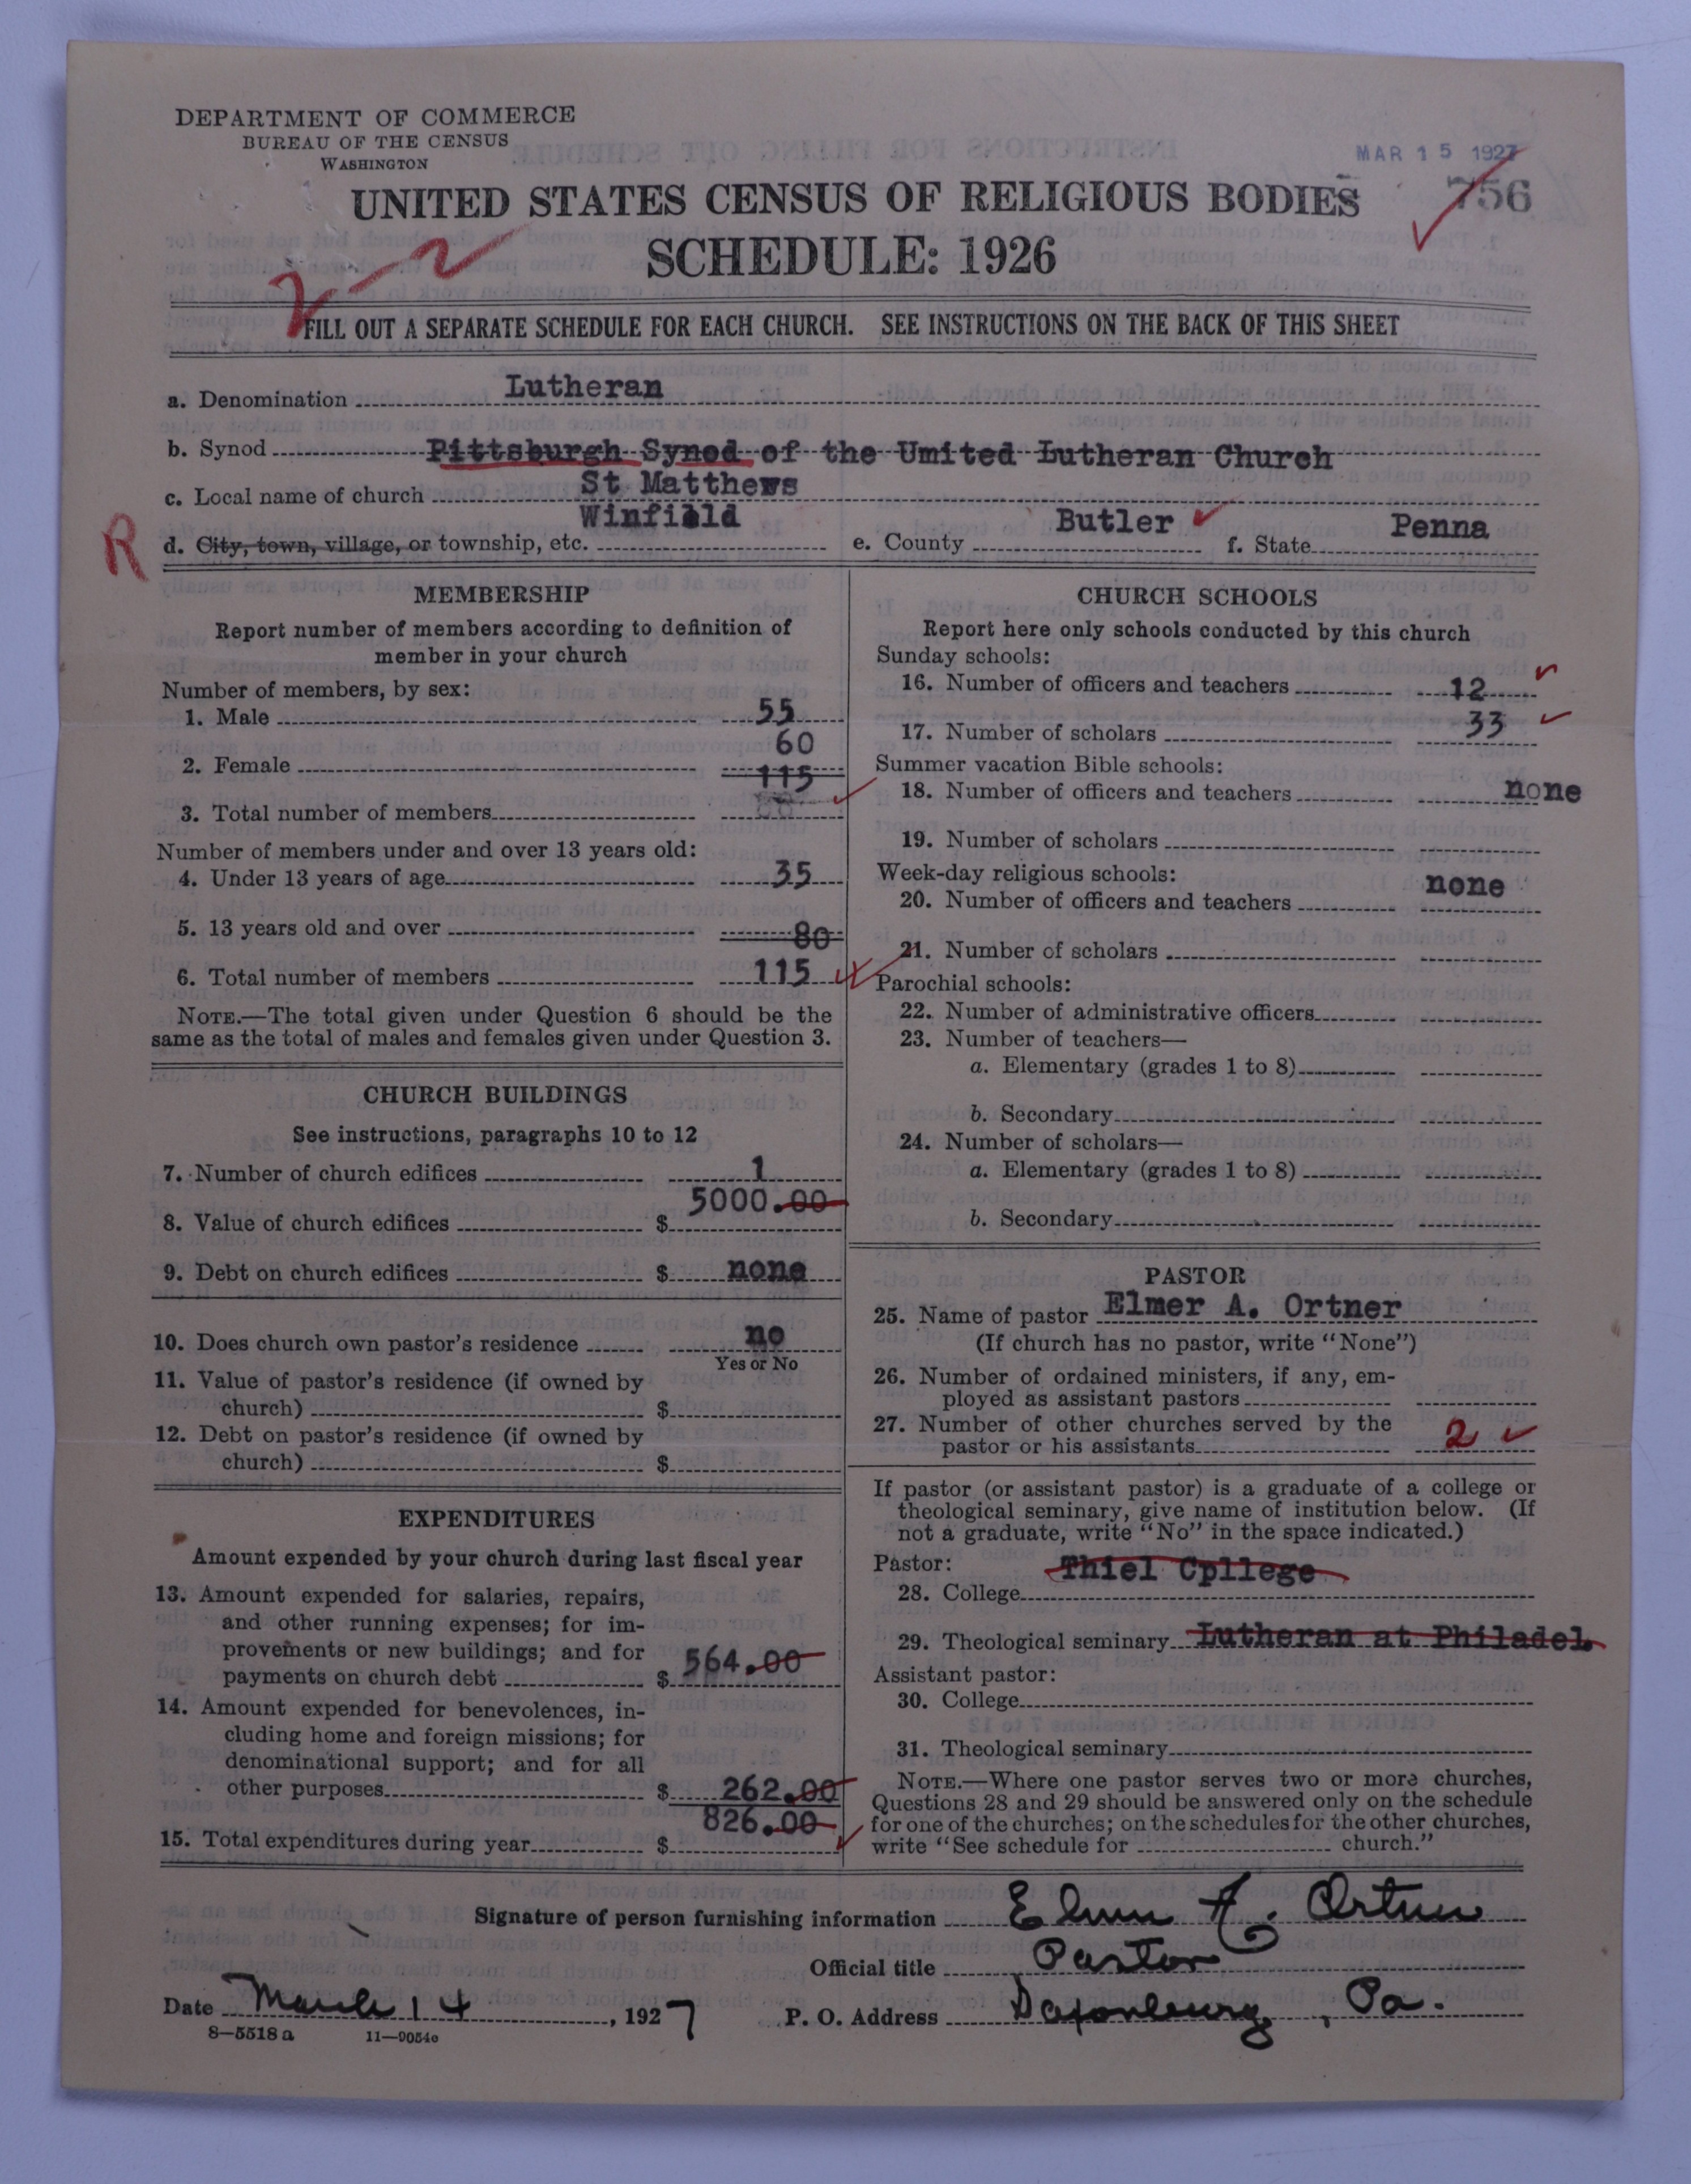 DEPARTMENT OF COMMERCE
BUREAU OF THE CENSUS
WASHINGTON
MAR 15 1927
756
UNITED STATES CENSUS OF RELIGIOUS BODIES
SCHEDULE: 1926
2-2
FILL OUT A SEPARATE SCHEDULE FOR EACH CHURCH. SEE INSTRUCTIONS ON THE BACK OF THIS SHEET
a. Denomination Lutheran
b. Synod Pittsburgh Synod of the Umited Lutheran Church
c. Local name of church St Matthews
R
d. City, town, village, or township, etc. Winfield e. County Butler f. State Penna
MEMBERSHIP
Report number of members according to definition of
member in your church
Number of members, by sex:
1. Male 55
2. Female 60
115
3. Total number of members
Number of members under and over 13 years old:
4. Under 13 years of age 35
5. 13 years old and over 80
6. Total number of members 115
NOTE.—The total given under Question 6 should be the
same as the total of males and females given under Question 3.
CHURCH BUILDINGS
See instructions, paragraphs 10 to 12
7. Number of church edifices 1
8. Value of church edifices $ 5000.00
9. Debt on church edifices $ none
10. Does church own pastor's residence no
Yes or No
11. Value of pastor's residence (if owned by
church) $
12. Debt on pastor's residence (if owned by
church) $
EXPENDITURES
Amount expended by your church during last fiscal year
13. Amount expended for salaries, repairs,
and other running expenses; for im-
provements or new buildings; and for
payments on church debt $ 564.00
14. Amount expended for benevolences, in-
cluding home and foreign missions; for
denominational support; and for all
other purposes $ 262.00
15. Total expenditures during year $ 826.00
CHURCH SCHOOLS
Report here only schools conducted by this church
Sunday schools:
16. Number of officers and teachers 12
17. Number of scholars 33
Summer vacation Bible schools:
18. Number of officers and teachers none
19. Number of scholars
Week-day religious schools:
20. Number of officers and teachers none
21. Number of scholars
Parochial schools:
22. Number of administrative officers
23. Number of teachers—
a. Elementary (grades 1 to 8)
b. Secondary
24. Number of scholars—
a. Elementary (grades 1 to 8)
b. Secondary
PASTOR
25. Name of pastor Elmer A. Ortner
(If church has no pastor, write "None")
26. Number of ordained ministers, if any, em-
ployed as assistant pastors
27. Number of other churches served by the
pastor or his assistants 2
If pastor (or assistant pastor) is a graduate of a college or
theological seminary, give name of institution below. (If
not a graduate, write "No" in the space indicated.)
Pastor:
28. College Thiel Cpllege
29. Theological seminary Lutheran at Philadel.
Assistant pastor:
30. College
31. Theological seminary
NOTE.—Where one pastor serves two or more churches,
Questions 28 and 29 should be answered only on the schedule
for one of the churches; on the schedules for the other churches,
write "See schedule for church."
Signature of person furnishing information Elmer A. Ortner
Official title Pastor
Date March 14, 1927 P. O. Address Saxonburg, Pa.
8—5518 a 11—9054c